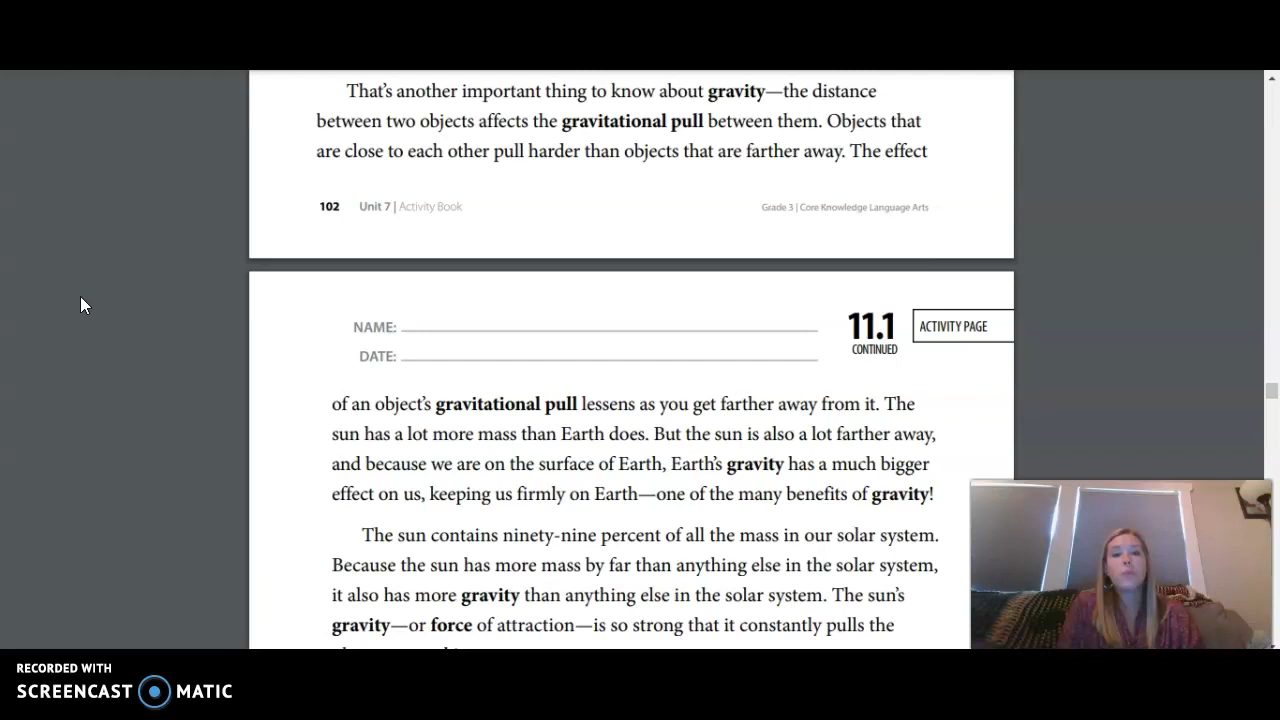 That's another important thing to know about gravity—the distance
between two objects affects the gravitational pull between them. Objects that
are close to each other pull harder than objects that are farther away. The effect
102 Unit 7 | Activity Book
Grade 3 | Core Knowledge Language Arts
NAME:
DATE:
11.1
CONTINUED
ACTIVITY PAGE
of an object's gravitational pull lessens as you get farther away from it. The
sun has a lot more mass than Earth does. But the sun is also a lot farther away,
and because we are on the surface of Earth, Earth's gravity has a much bigger
effect on us, keeping us firmly on Earth—one of the many benefits of gravity!
The sun contains ninety-nine percent of all the mass in our solar system.
Because the sun has more mass by far than anything else in the solar system,
it also has more gravity than anything else in the solar system. The sun's
gravity—or force of attraction—is so strong that it constantly pulls the
RECORDED WITH
SCREENCAST MATIC